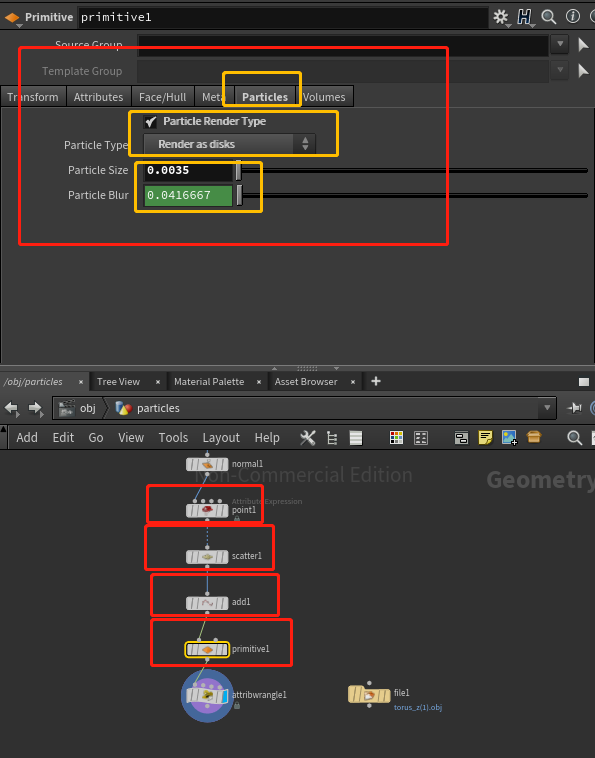 Primitive primitive1
Source Group
Template Group
Transform Attributes Face/Hull Meta Particles Volumes
Particle Render Type
Particle Type Render as disks
Particle Size 0.0035
Particle Blur 0.0416667
/obj/particles × Tree View × Material Palette × Asset Browser × +
obj particles
Add Edit Go View Tools Layout Help
Non-Commercial Edition
Geometry
normal1
Attribute Expression
point1
scatter1
add1
primitive1
attribwrangle1
file1
torus_z(1).obj